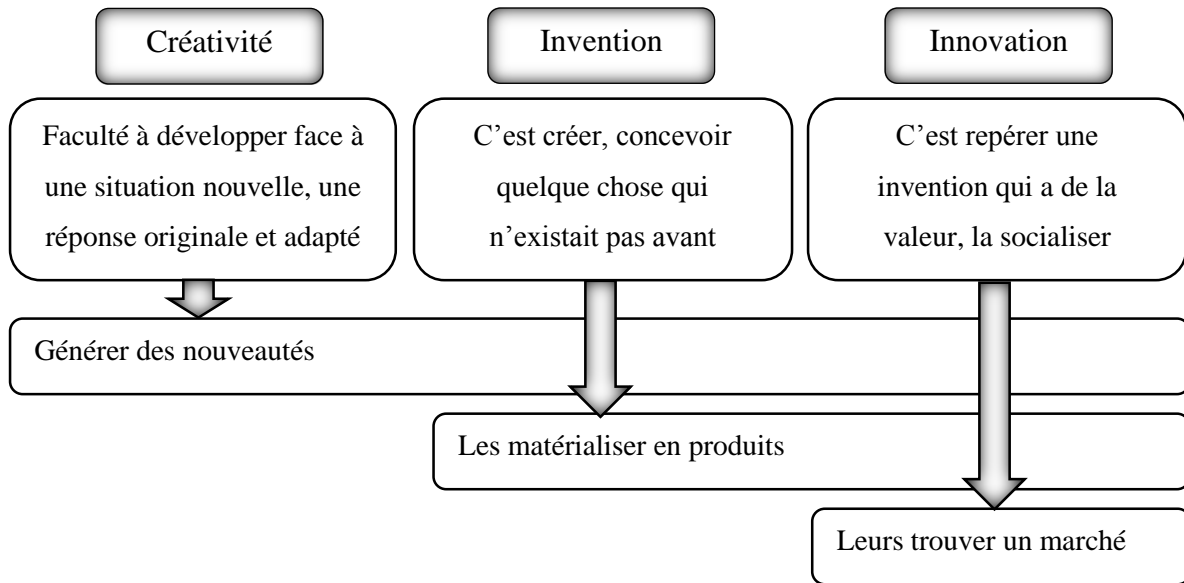 Créativité
Invention
Innovation
Faculté à développer face à
une situation nouvelle, une
réponse originale et adapté
C’est créer, concevoir
quelque chose qui
n’existait pas avant
C’est repérer une
invention qui a de la
valeur, la socialiser
Générer des nouveautés
Les matérialiser en produits
Leurs trouver un marché